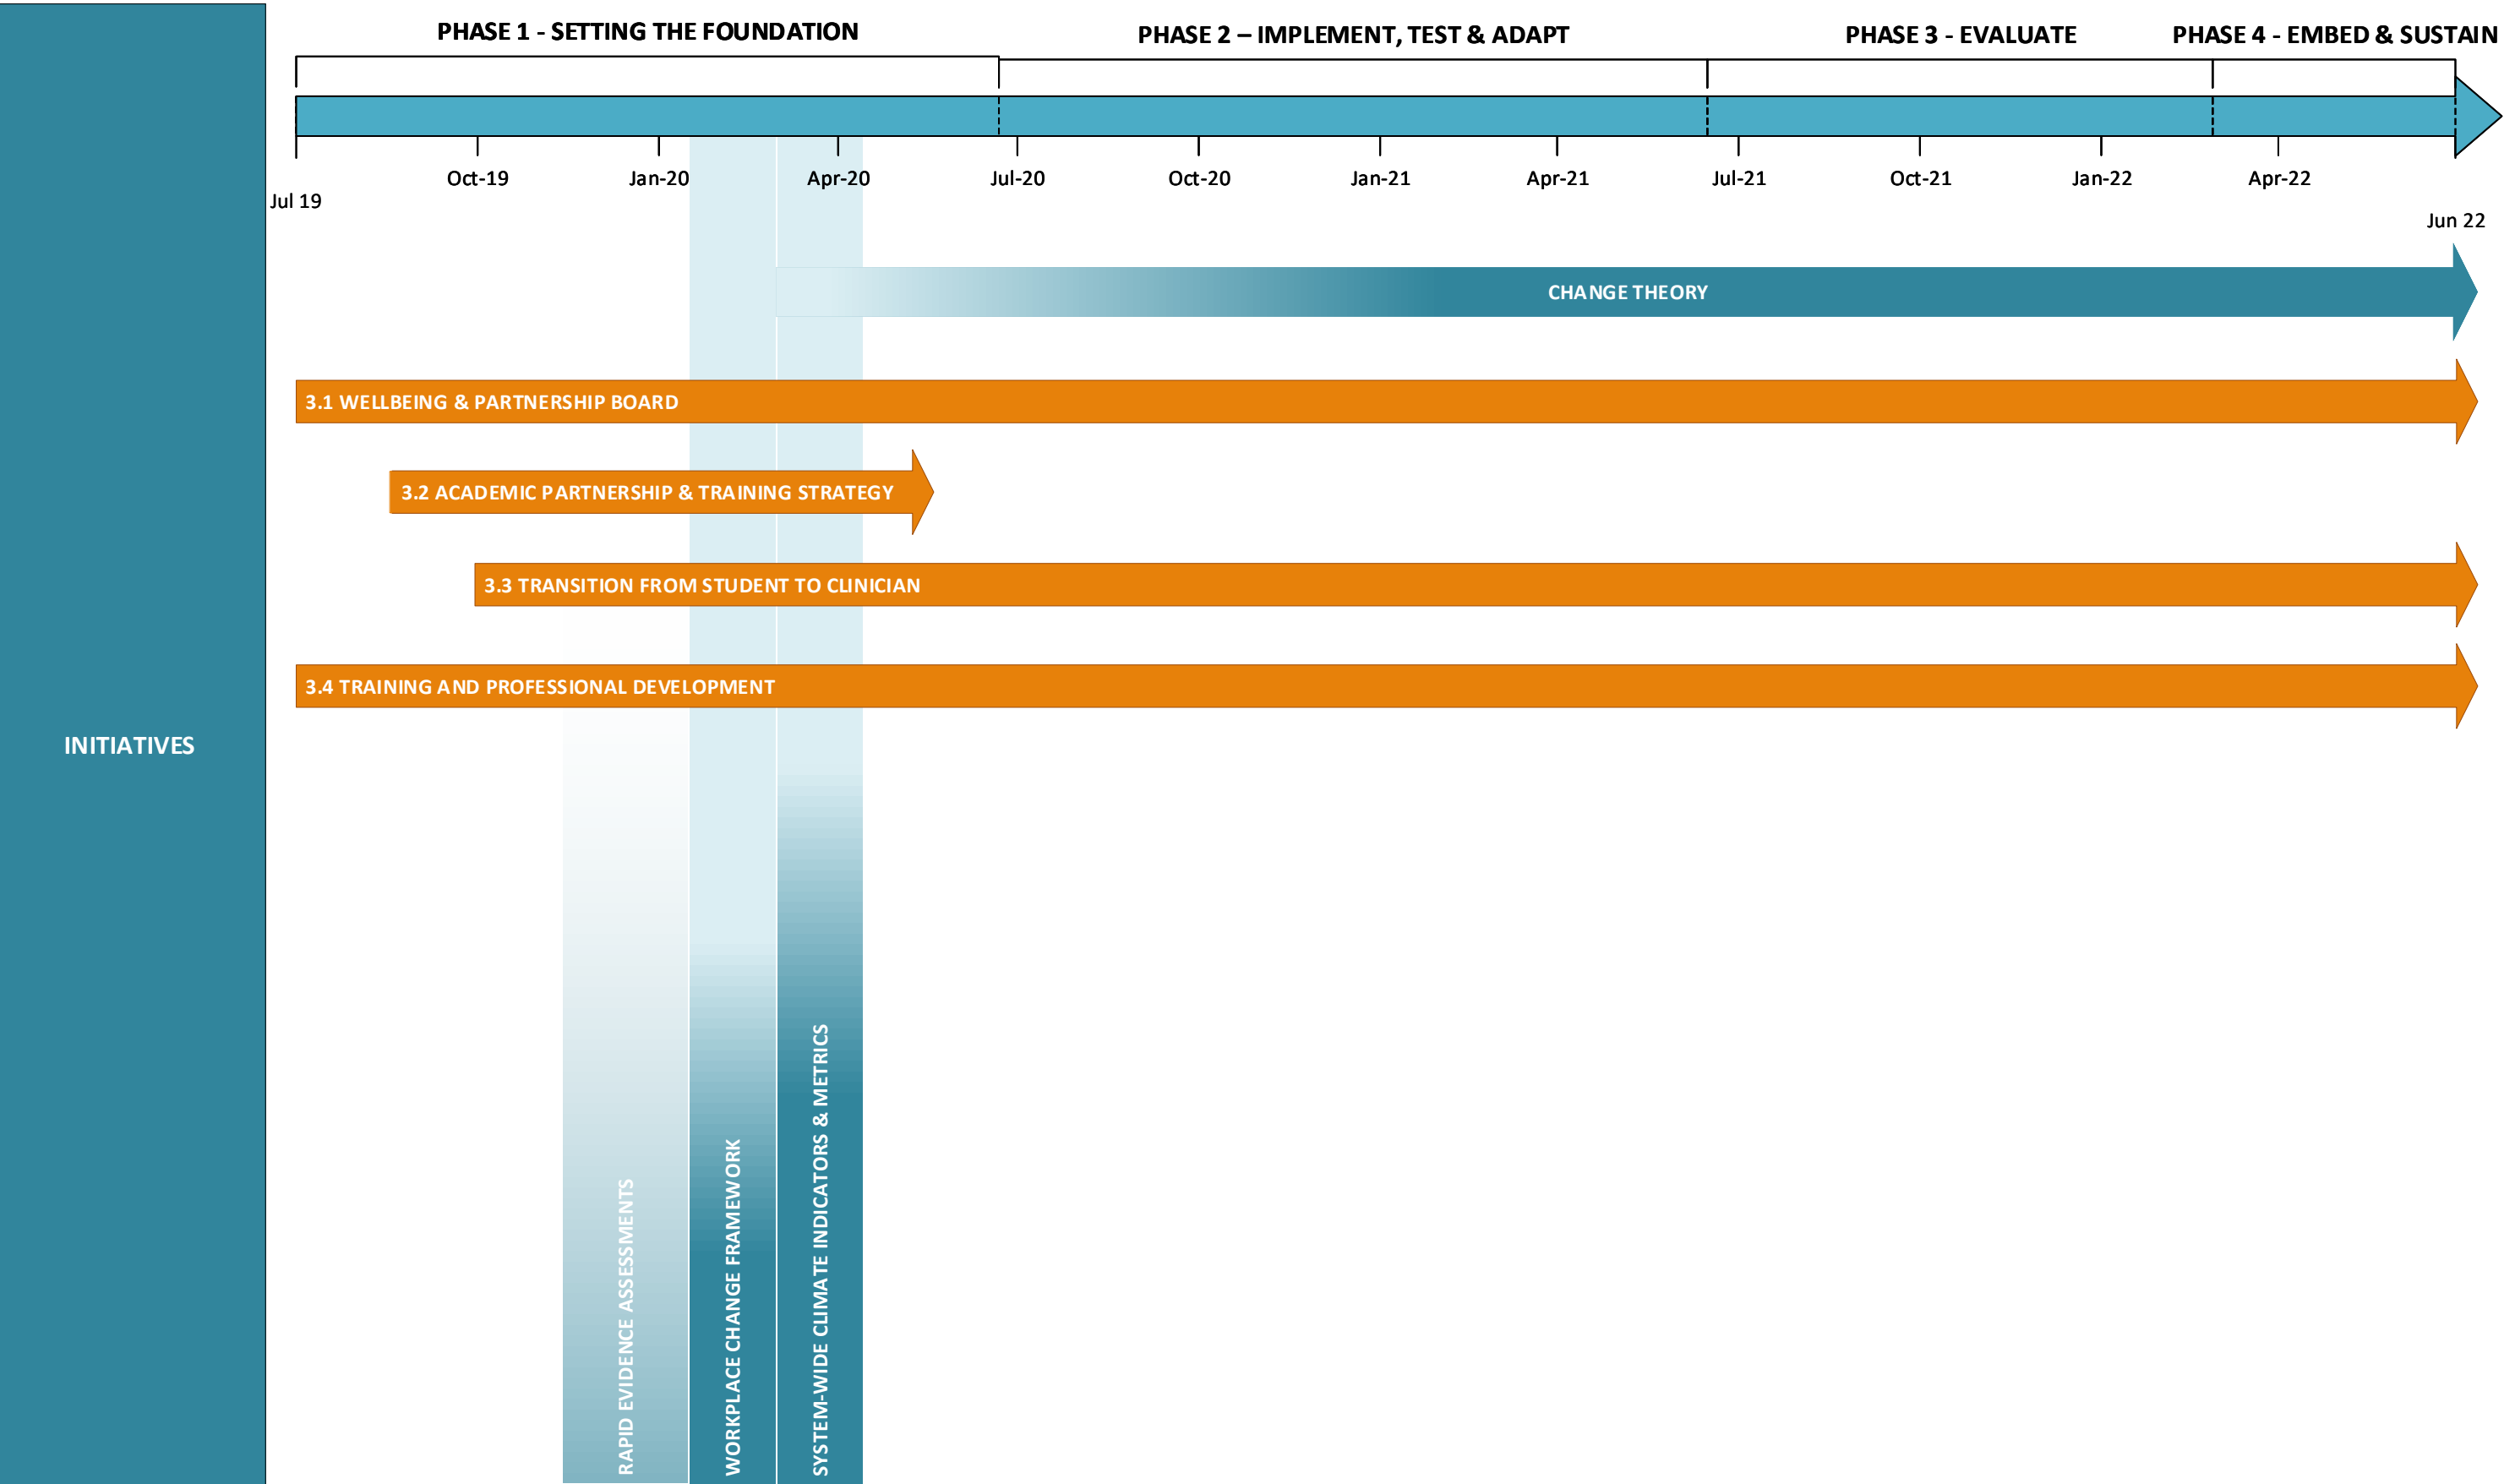 PHASE 1 - SETTING THE FOUNDATION
PHASE 2 – IMPLEMENT, TEST & ADAPT
PHASE 3 - EVALUATE
PHASE 4 - EMBED & SUSTAIN
Jul 19
Oct-19
Jan-20
Apr-20
Jul-20
Oct-20
Jan-21
Apr-21
Jul-21
Oct-21
Jan-22
Apr-22
Jun 22
CHANGE THEORY
3.1 WELLBEING & PARTNERSHIP BOARD
3.2 ACADEMIC PARTNERSHIP & TRAINING STRATEGY
3.3 TRANSITION FROM STUDENT TO CLINICIAN
3.4 TRAINING AND PROFESSIONAL DEVELOPMENT
INITIATIVES
RAPID EVIDENCE ASSESSMENTS
WORKPLACE CHANGE FRAMEWORK
SYSTEM-WIDE CLIMATE INDICATORS & METRICS